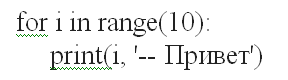 for i in range(10):
print(i, '-- Привет')